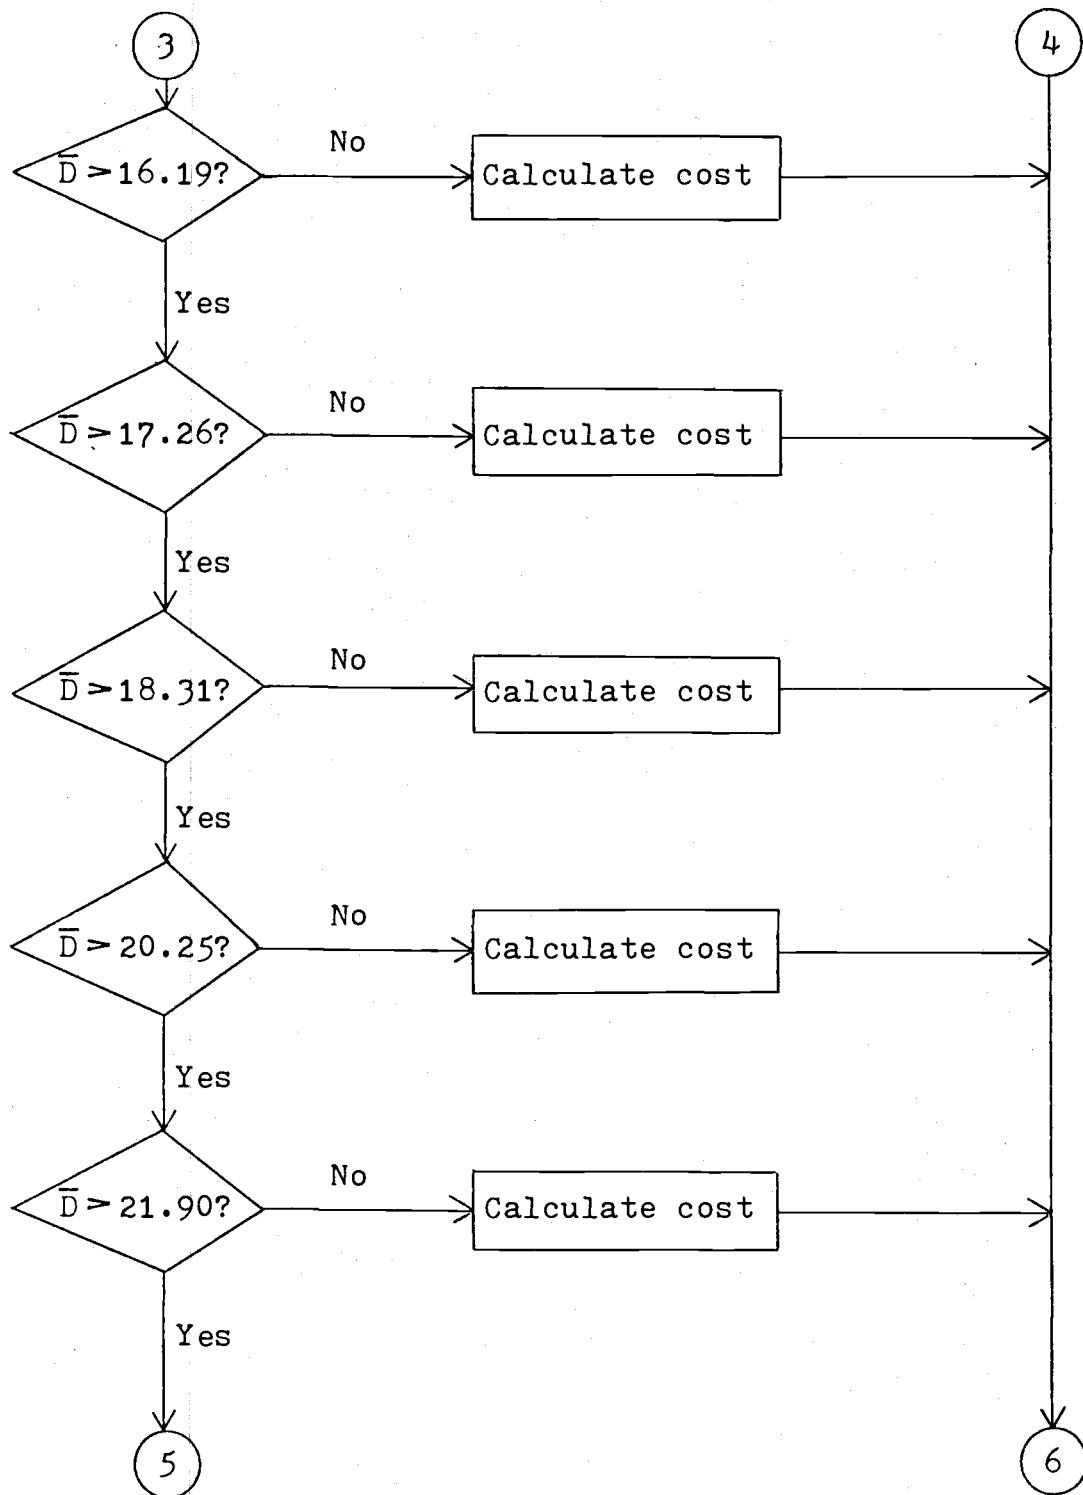 3
4
D̅ > 16.19?
No
Calculate cost
Yes
D̅ > 17.26?
No
Calculate cost
Yes
D̅ > 18.31?
No
Calculate cost
Yes
D̅ > 20.25?
No
Calculate cost
Yes
D̅ > 21.90?
No
Calculate cost
Yes
5
6